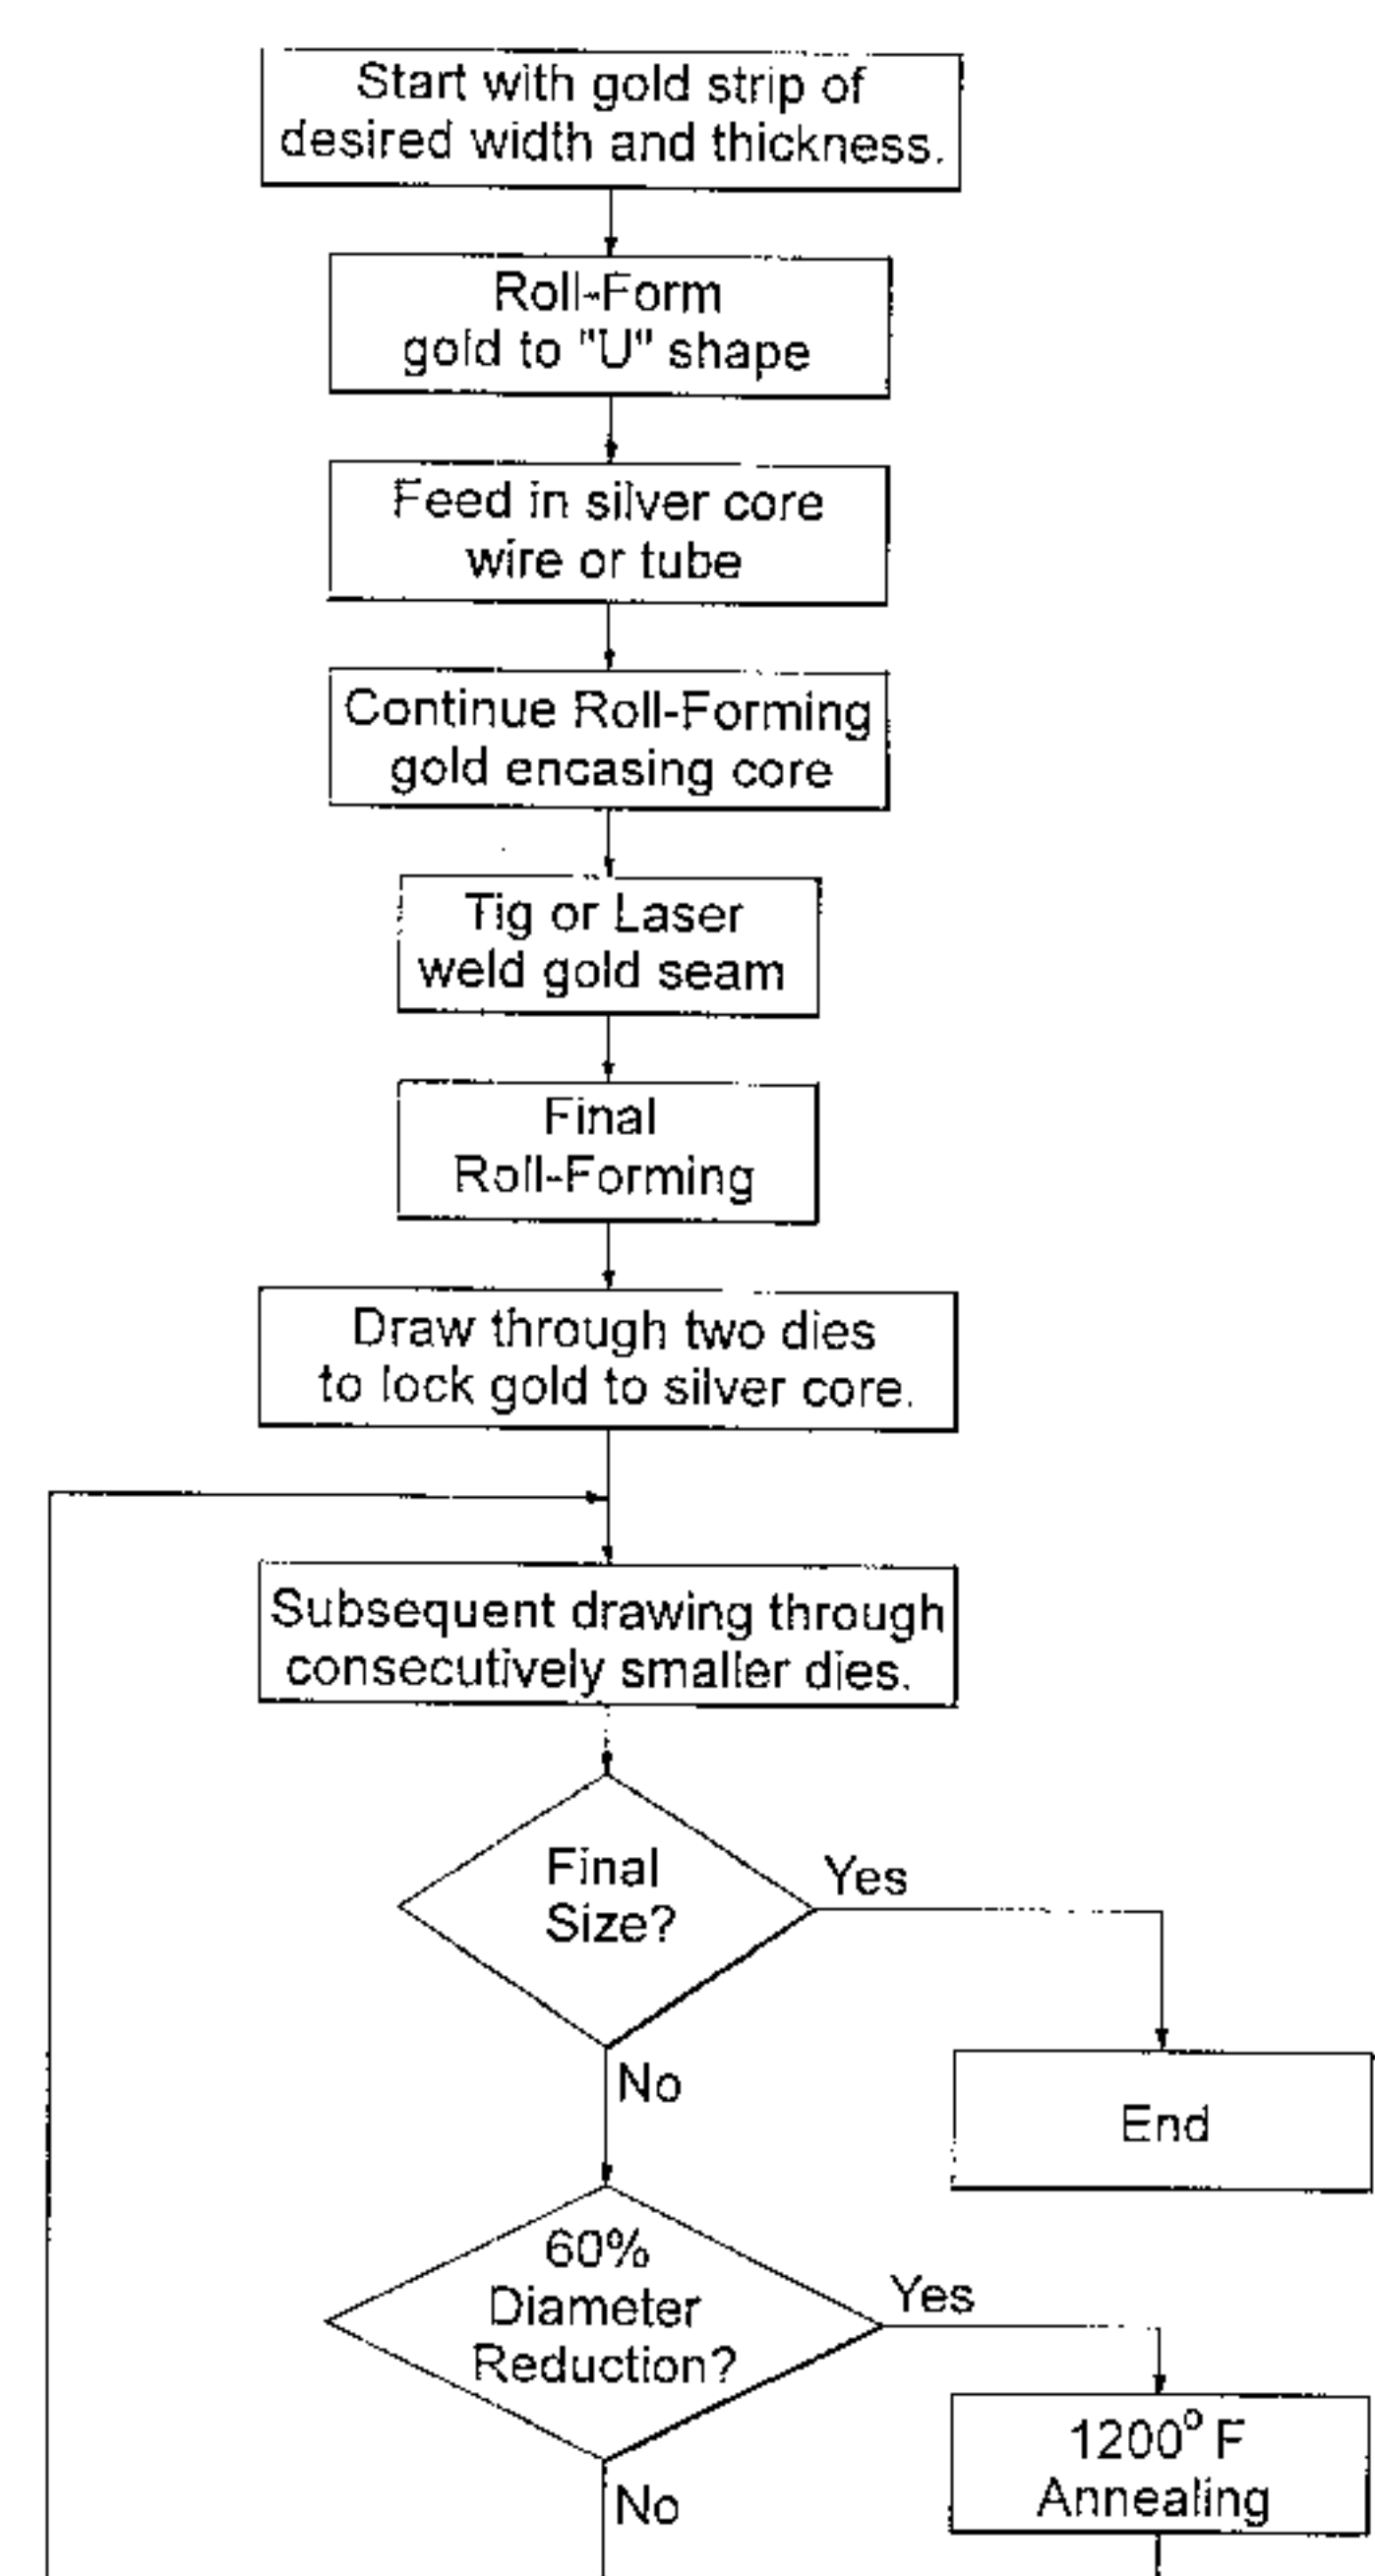 Start with gold strip of
desired width and thickness.
Roll-Form
gold to "U" shape
Feed in silver core
wire or tube
Continue Roll-Forming
gold encasing core
Tig or Laser
weld gold seam
Final
Roll-Forming
Draw through two dies
to lock gold to silver core.
Subsequent drawing through
consecutively smaller dies.
Final
Size?
Yes
No
End
60%
Diameter
Reduction?
Yes
No
1200° F
Annealing